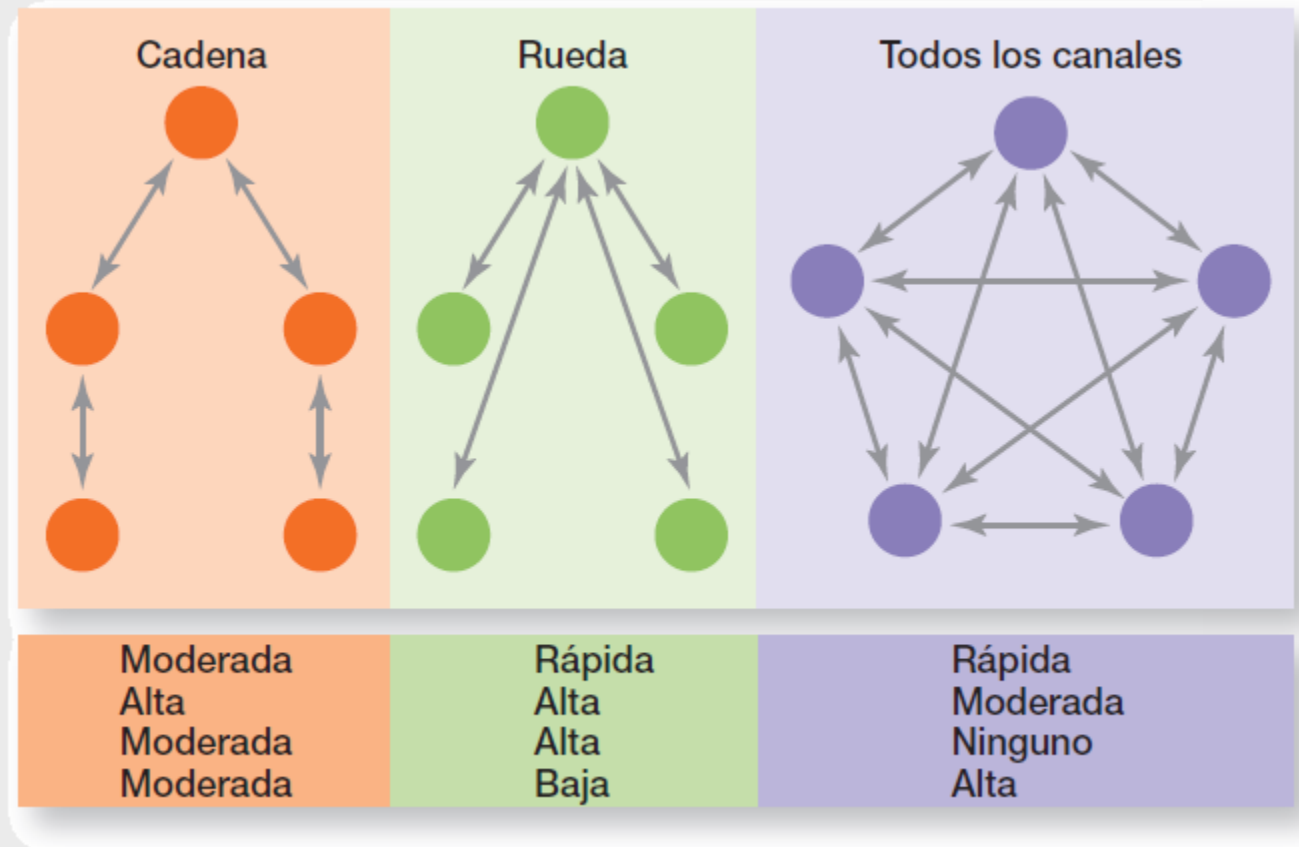 Cadena
Rueda
Todos los canales
Moderada
Alta
Moderada
Moderada
Rápida
Alta
Alta
Baja
Rápida
Moderada
Ninguno
Alta